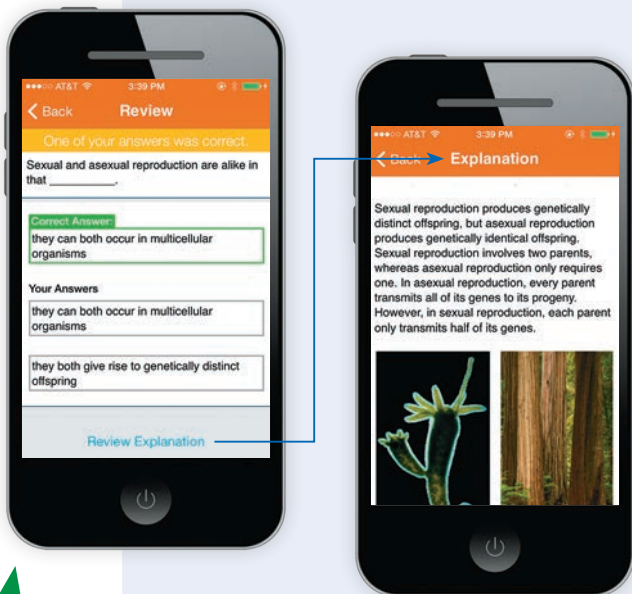 AT&T 3:39 PM
Back Review
One of your answers was correct.
Sexual and asexual reproduction are alike in
that ________.
Correct Answer:
they can both occur in multicellular
organisms
Your Answers
they can both occur in multicellular
organisms
they both give rise to genetically distinct
offspring
Review Explanation
AT&T 3:39 PM
Back Explanation
Sexual reproduction produces genetically
distinct offspring, but asexual reproduction
produces genetically identical offspring.
Sexual reproduction involves two parents,
whereas asexual reproduction only requires
one. In asexual reproduction, every parent
transmits all of its genes to its progeny.
However, in sexual reproduction, each parent
only transmits half of its genes.